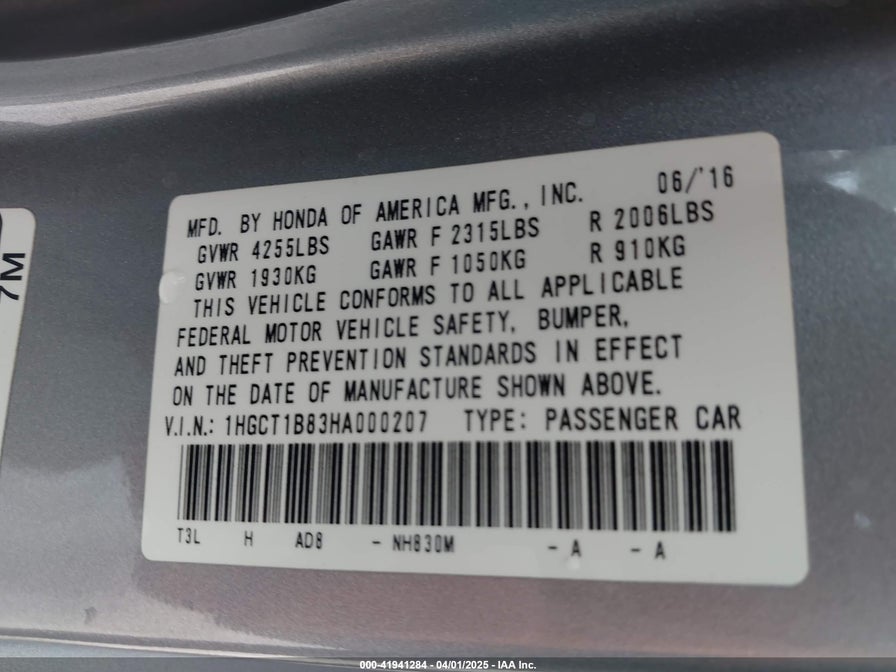 7M
MFD. BY HONDA OF AMERICA MFG., INC. 06/'16
GVWR 4255LBS GAWR F 2315LBS R 2006LBS
GVWR 1930KG GAWR F 1050KG R 910KG
THIS VEHICLE CONFORMS TO ALL APPLICABLE
FEDERAL MOTOR VEHICLE SAFETY, BUMPER,
AND THEFT PREVENTION STANDARDS IN EFFECT
ON THE DATE OF MANUFACTURE SHOWN ABOVE.
V.I.N.: 1HGCT1B83HA000207 TYPE: PASSENGER CAR
T3L H AD8 - NH830M - A - A
000-41941284 - 04/01/2025 - IAA Inc.